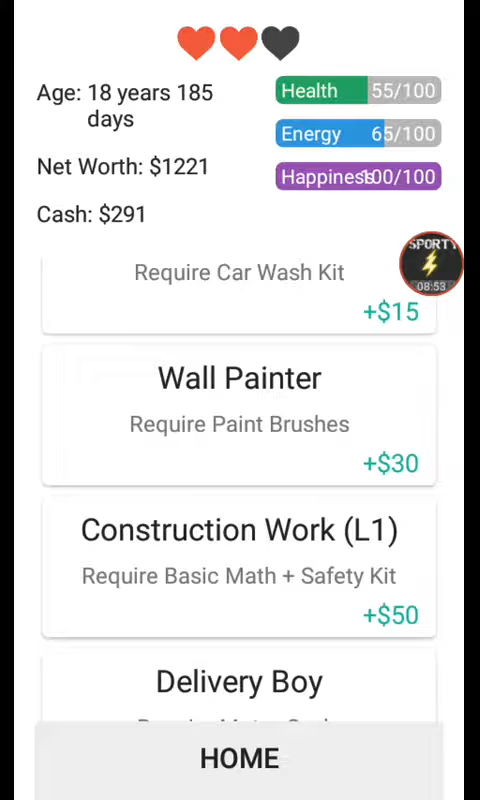 Age: 18 years 185
days
Health 55/100
Energy 65/100
Net Worth: $1221
Happiness 100/100
Cash: $291
SPORTY
08:53
Require Car Wash Kit
+$15
Wall Painter
Require Paint Brushes
+$30
Construction Work (L1)
Require Basic Math + Safety Kit
+$50
Delivery Boy
HOME